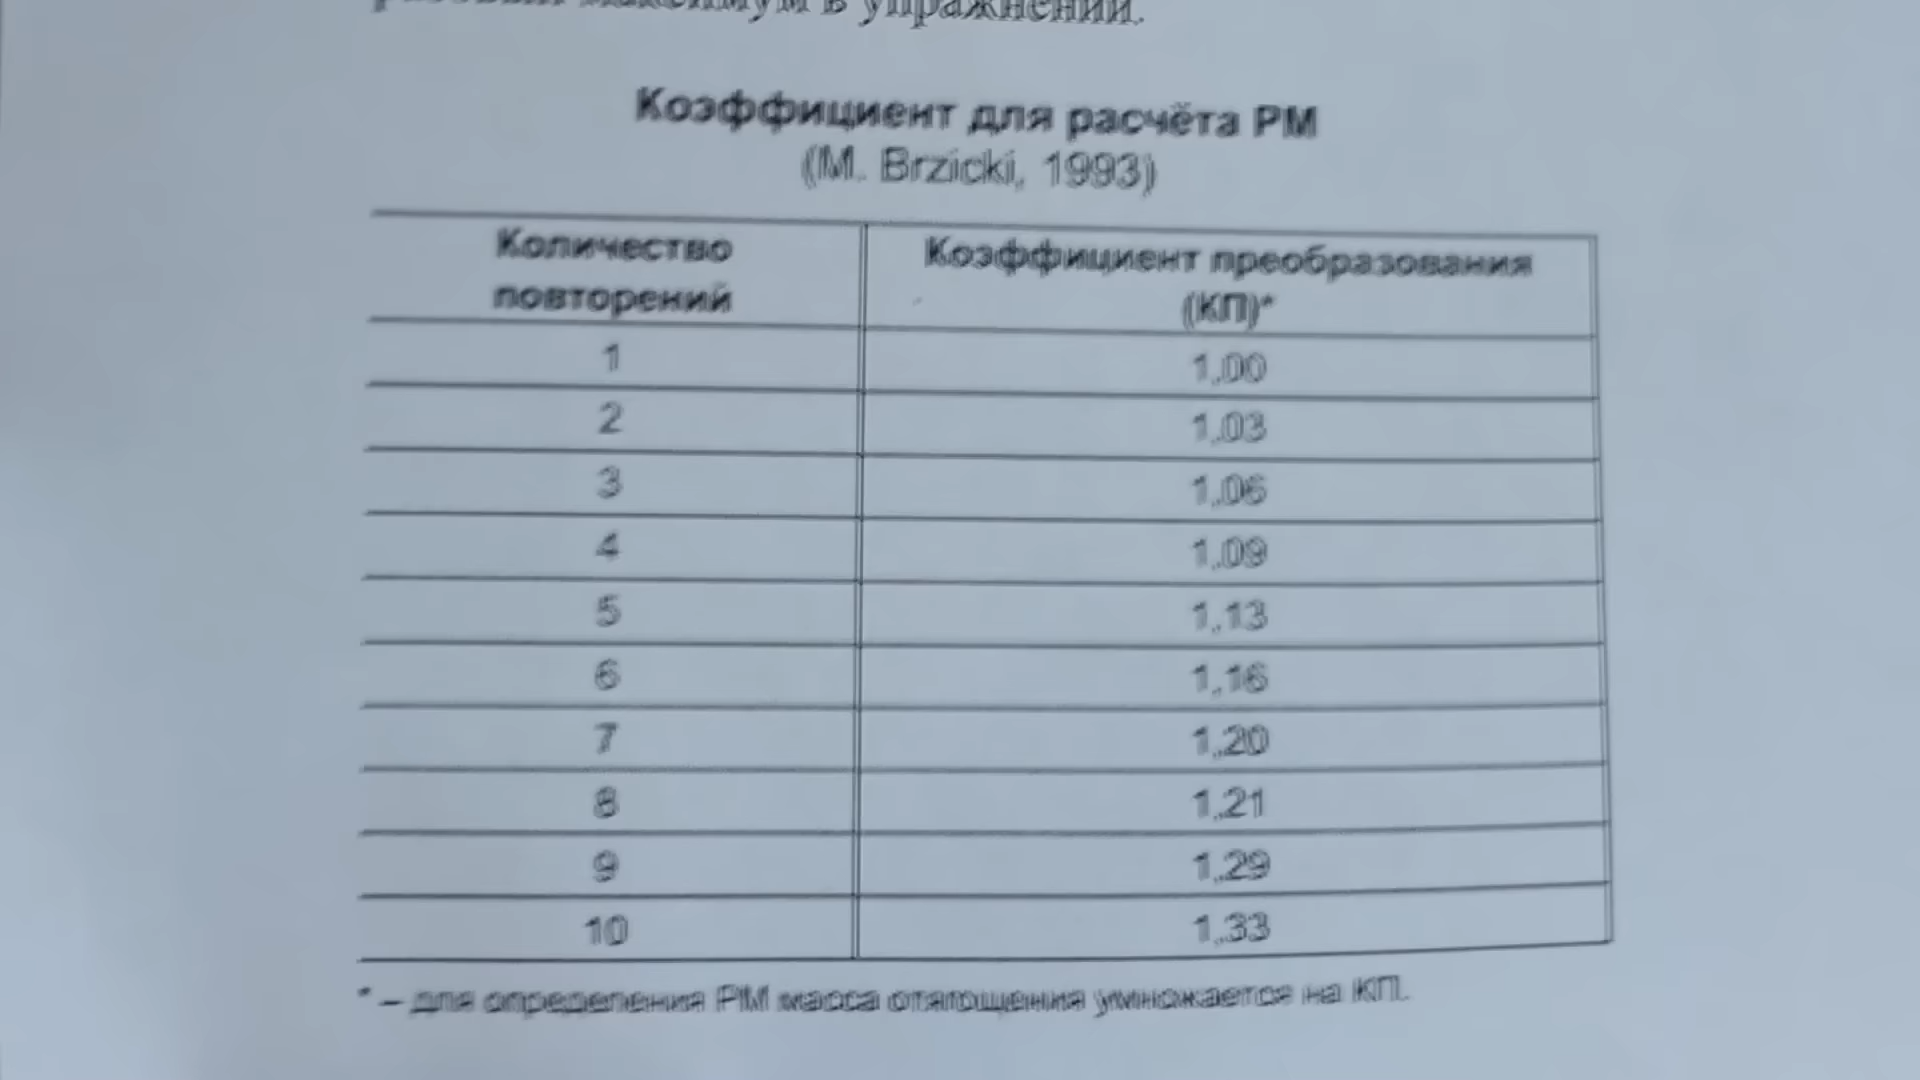 максимум в упражнении.
Коэффициент для расчёта РМ
(M. Brzicki, 1993)
Количество повторений
Коэффициент преобразования (КП)*
1 1,00
2 1,03
3 1,06
4 1,09
5 1,13
6 1,16
7 1,20
8 1,21
9 1,29
10 1,33
* – для определения РМ масса отягощения умножается на КП.